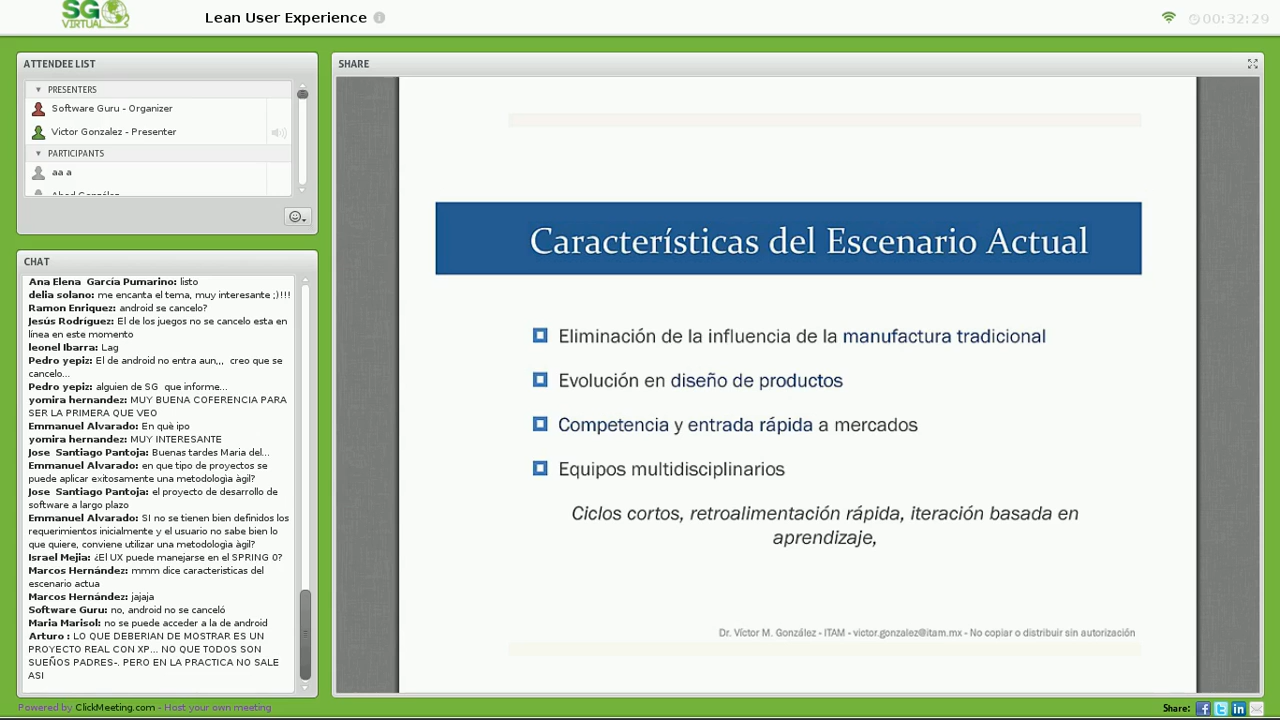 SG
VIRTUAL
Lean User Experience
00:32:29
ATTENDEE LIST
PRESENTERS
Software Guru - Organizer
Victor Gonzalez - Presenter
PARTICIPANTS
aa a
Abad González
CHAT
Ana Elena  García Pumarino: listo
delia solano: me encanta el tema, muy interesante ;)!!!
Ramon Enriquez: android se cancelo?
Jesús Rodríguez: El de los juegos no se cancelo esta en
línea en este momento
leonel Ibarra: Lag
Pedro yepiz: El de android no entra aun,,,  creo que se
cancelo...
Pedro yepiz: alguien de SG  que informe...
yomira hernandez: MUY BUENA COFERENCIA PARA
SER LA PRIMERA QUE VEO
Emmanuel Alvarado: En què ipo
yomira hernandez: MUY INTERESANTE
Jose  Santiago Pantoja: Buenas tardes Maria del...
Emmanuel Alvarado: en que tipo de proyectos se
puede aplicar exitosamente una metodologìa àgil?
Jose  Santiago Pantoja: el proyecto de desarrollo de
software a largo plazo
Emmanuel Alvarado: SI no se tienen bien definidos los
requerimientos inicialmente y el usuario no sabe bien lo
que quiere, conviene utilizar una metodologìa àgil?
Israel Mejia: ¿El UX puede manejarse en el SPRING 0?
Marcos Hernández: mmm dice caracteristicas del
escenario actua
Marcos Hernández: jajaja
Software Guru: no, android no se canceló
Maria Marisol: no se puede acceder a la de android
Arturo : LO QUE DEBERIAN DE MOSTRAR ES UN
PROYECTO REAL CON XP... NO QUE TODOS SON
SUEÑOS PADRES-. PERO EN LA PRACTICA NO SALE
ASI
SHARE
Características del Escenario Actual
Eliminación de la influencia de la manufactura tradicional
Evolución en diseño de productos
Competencia y entrada rápida a mercados
Equipos multidisciplinarios
Ciclos cortos, retroalimentación rápida, iteración basada en
aprendizaje,
Dr. Víctor M. González - ITAM - victor.gonzalez@itam.mx - No copiar o distribuir sin autorización
Powered by ClickMeeting.com - Host your own meeting
Share: